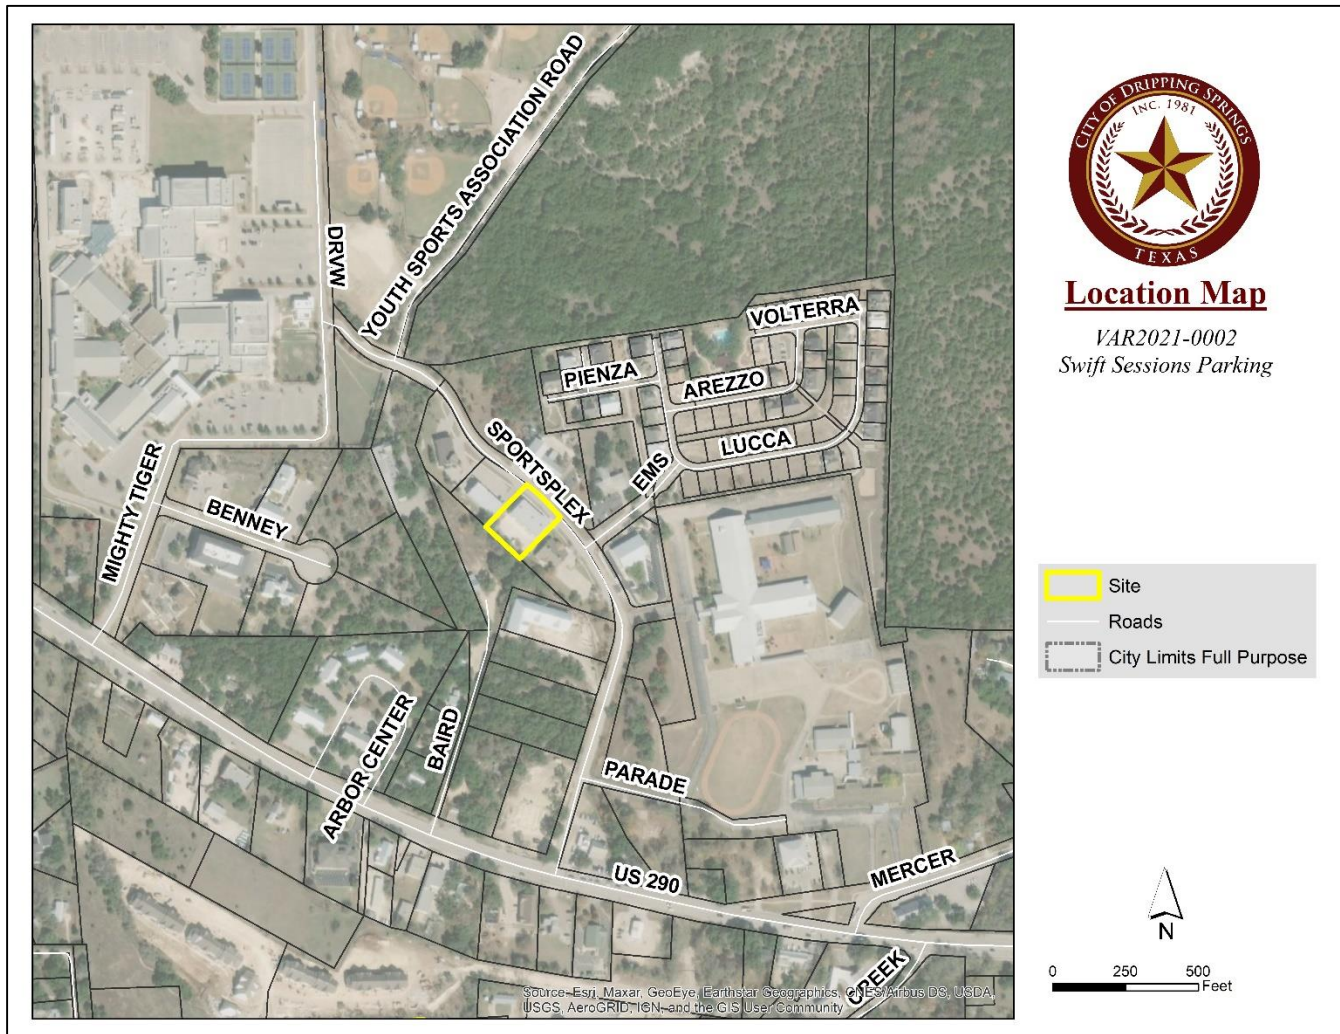 CITY OF DRIPPING SPRINGS
INC. 1981
TEXAS
Location Map
VAR2021-0002
Swift Sessions Parking
YOUTH SPORTS ASSOCIATION ROAD
DRVW
VOLTERRA
PIENZA
AREZZO
LUCCA
SPORTSPLEX
EMS
MIGHTY TIGER
BENNEY
ARBOR CENTER
BAIRD
PARADE
US 290
MERCER
CREEK
Site
Roads
City Limits Full Purpose
N
0 250 500
Feet
Source: Esri, Maxar, GeoEye, Earthstar Geographics, CNES/Airbus DS, USDA,
USGS, AeroGRID, IGN, and the GIS User Community